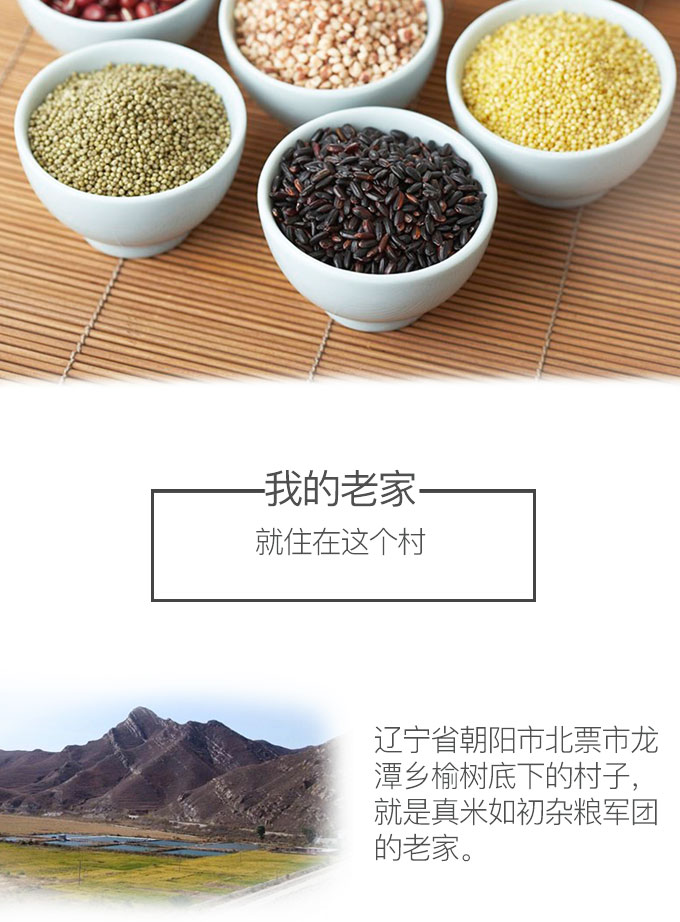 我的老家
就住在这个村
辽宁省朝阳市北票市龙
潭乡榆树底下的村子，
就是真米如初杂粮军团
的老家。